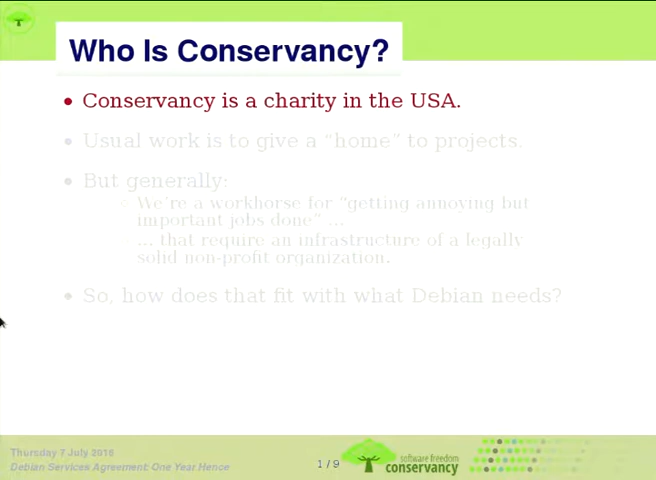 Who Is Conservancy?
Conservancy is a charity in the USA.
Usual work is to give a “home” to projects.
But generally:
We're a workhorse for “getting annoying but
important jobs done” ...
... that require an infrastructure of a legally
solid non-profit organization.
So, how does that fit with what Debian needs?
Thursday 7 July 2016
Debian Services Agreement: One Year Hence
1 / 9
software freedom
conservancy